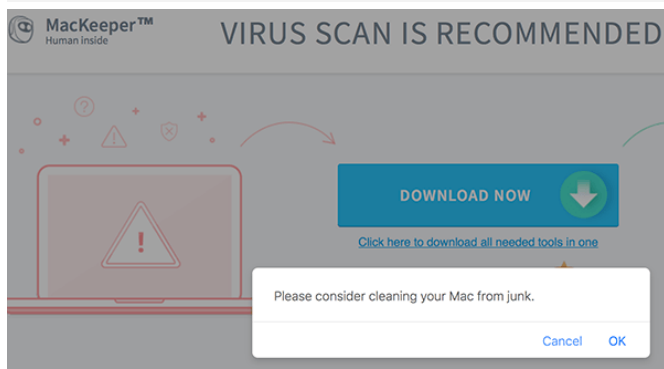 MacKeeper™
Human inside
VIRUS SCAN IS RECOMMENDED
?
!
DOWNLOAD NOW
Click here to download all needed tools in one
Please consider cleaning your Mac from junk.
Cancel OK